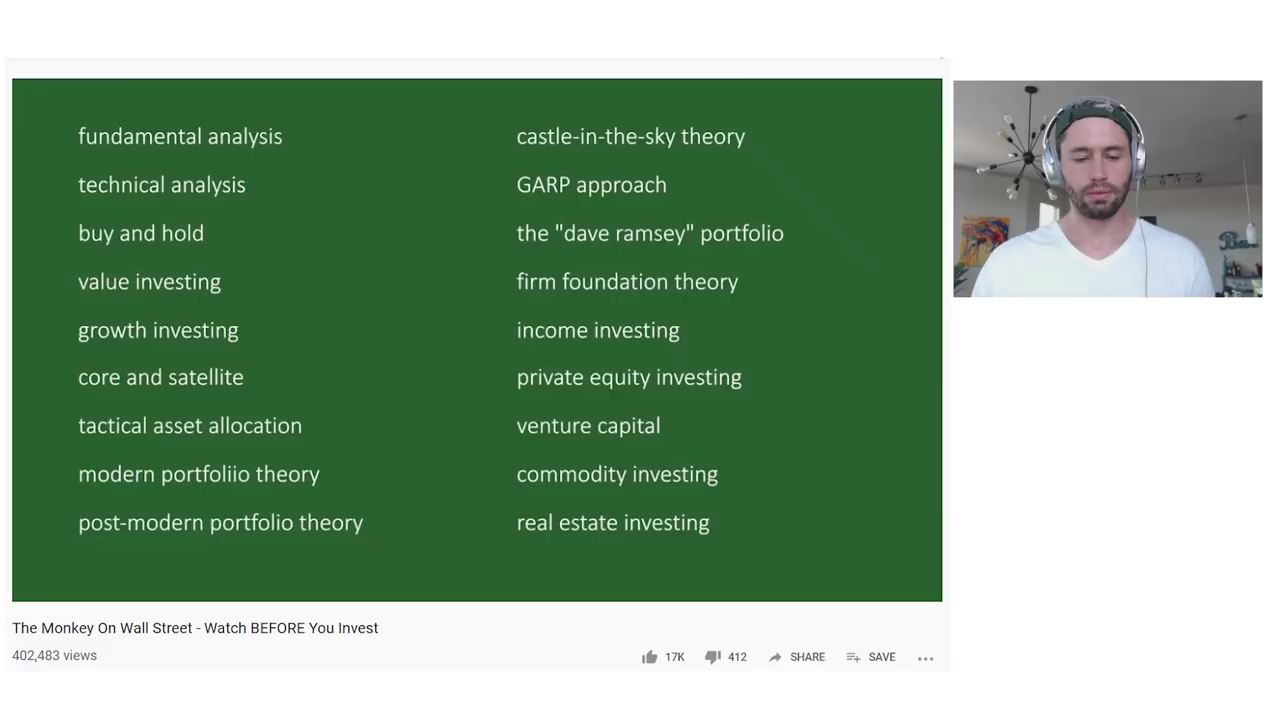 fundamental analysis
technical analysis
buy and hold
value investing
growth investing
core and satellite
tactical asset allocation
modern portfoliio theory
post-modern portfolio theory
castle-in-the-sky theory
GARP approach
the "dave ramsey" portfolio
firm foundation theory
income investing
private equity investing
venture capital
commodity investing
real estate investing
The Monkey On Wall Street - Watch BEFORE You Invest
402,483 views
17K
412
SHARE
SAVE